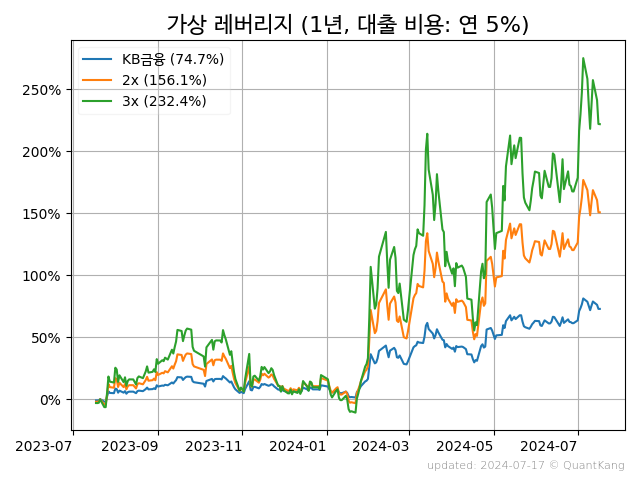 가상 레버리지 (1년, 대출 비용: 연 5%)
KB금융 (74.7%)
2x (156.1%)
3x (232.4%)
250%
200%
150%
100%
50%
0%
2023-07 2023-09 2023-11 2024-01 2024-03 2024-05 2024-07
updated: 2024-07-17 © QuantKang